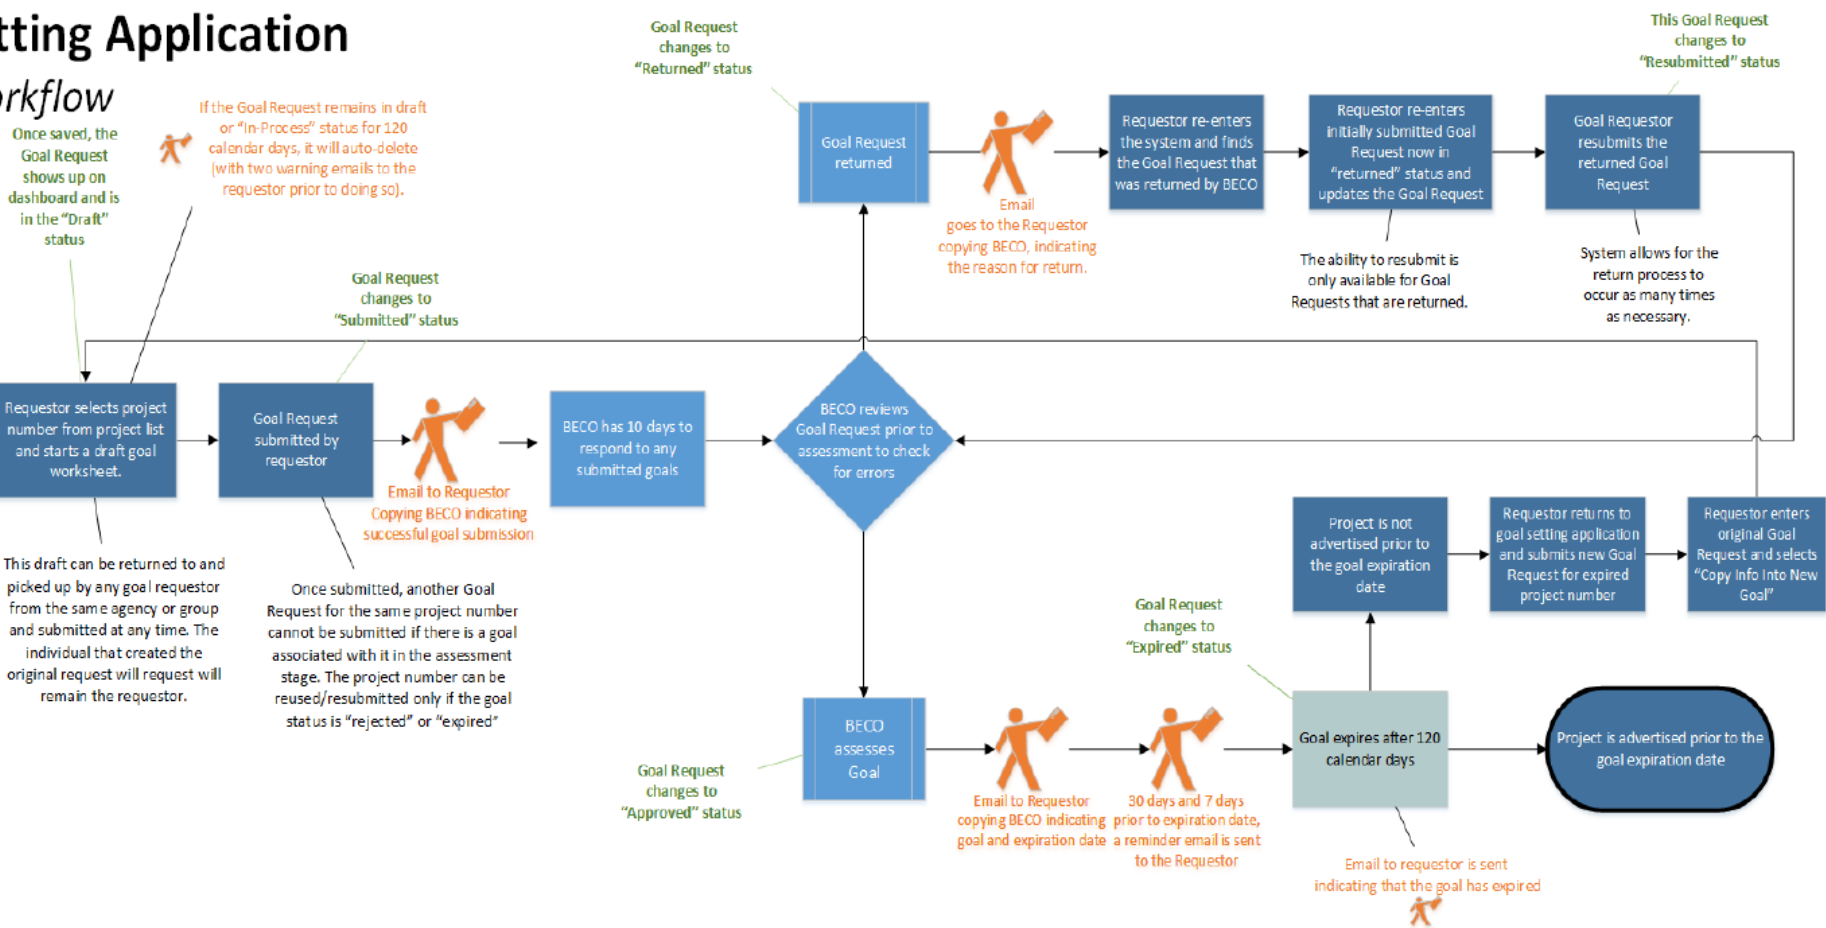 tting Application
orkflow
Once saved, the
Goal Request
shows up on
dashboard and is
in the "Draft"
status
If the Goal Request remains in draft
or "In-Process" status for 120
calendar days, it will auto-delete
(with two warning emails to the
requestor prior to doing so).
Goal Request
changes to
"Submitted" status
Goal Request
changes to
"Returned" status
This Goal Request
changes to
"Resubmitted" status
Goal Request
returned
Email
goes to the Requestor
copying BECO, indicating
the reason for return.
Requestor re-enters
the system and finds
the Goal Request that
was returned by BECO
Requestor re-enters
initially submitted Goal
Request now in
"returned" status and
updates the Goal Request
Goal Requestor
resubmits the
returned Goal
Request
The ability to resubmit is
only available for Goal
Requests that are returned.
System allows for the
return process to
occur as many times
as necessary.
Requestor selects project
number from project list
and starts a draft goal
worksheet.
Goal Request
submitted by
requestor
Email to Requestor
Copying BECO indicating
successful goal submission
BECO has 10 days to
respond to any
submitted goals
BECO reviews
Goal Request prior to
assessment to check
for errors
This draft can be returned to and
picked up by any goal requestor
from the same agency or group
and submitted at any time. The
individual that created the
original request will request will
remain the requestor.
Once submitted, another Goal
Request for the same project number
cannot be submitted if there is a goal
associated with it in the assessment
stage. The project number can be
reused/resubmitted only if the goal
status is "rejected" or "expired"
Project is not
advertised prior to
the goal expiration
date
Requestor returns to
goal setting application
and submits new Goal
Request for expired
project number
Requestor enters
original Goal
Request and selects
"Copy Info Into New
Goal"
Goal Request
changes to
"Expired" status
BECO
assesses
Goal
Goal Request
changes to
"Approved" status
Email to Requestor
copying BECO indicating
goal and expiration date
30 days and 7 days
prior to expiration date,
a reminder email is sent
to the Requestor
Goal expires after 120
calendar days
Project is advertised prior to the
goal expiration date
Email to requestor is sent
indicating that the goal has expired